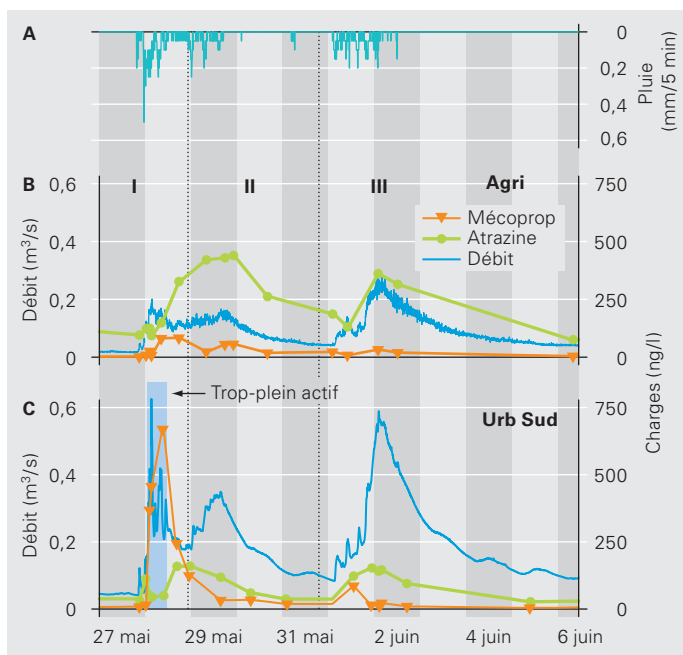 A
0
0,2
0,4
0,6
Pluie
(mm/5 min)
B
I
II
III
Agri
0,6
0,4
0,2
0
Débit (m³/s)
750
500
250
0
Mécoprop
Atrazine
Débit
Trop-plein actif
C
Urb Sud
0,6
0,4
0,2
0
Débit (m³/s)
750
500
250
0
Charges (ng/l)
27 mai
29 mai
31 mai
2 juin
4 juin
6 juin